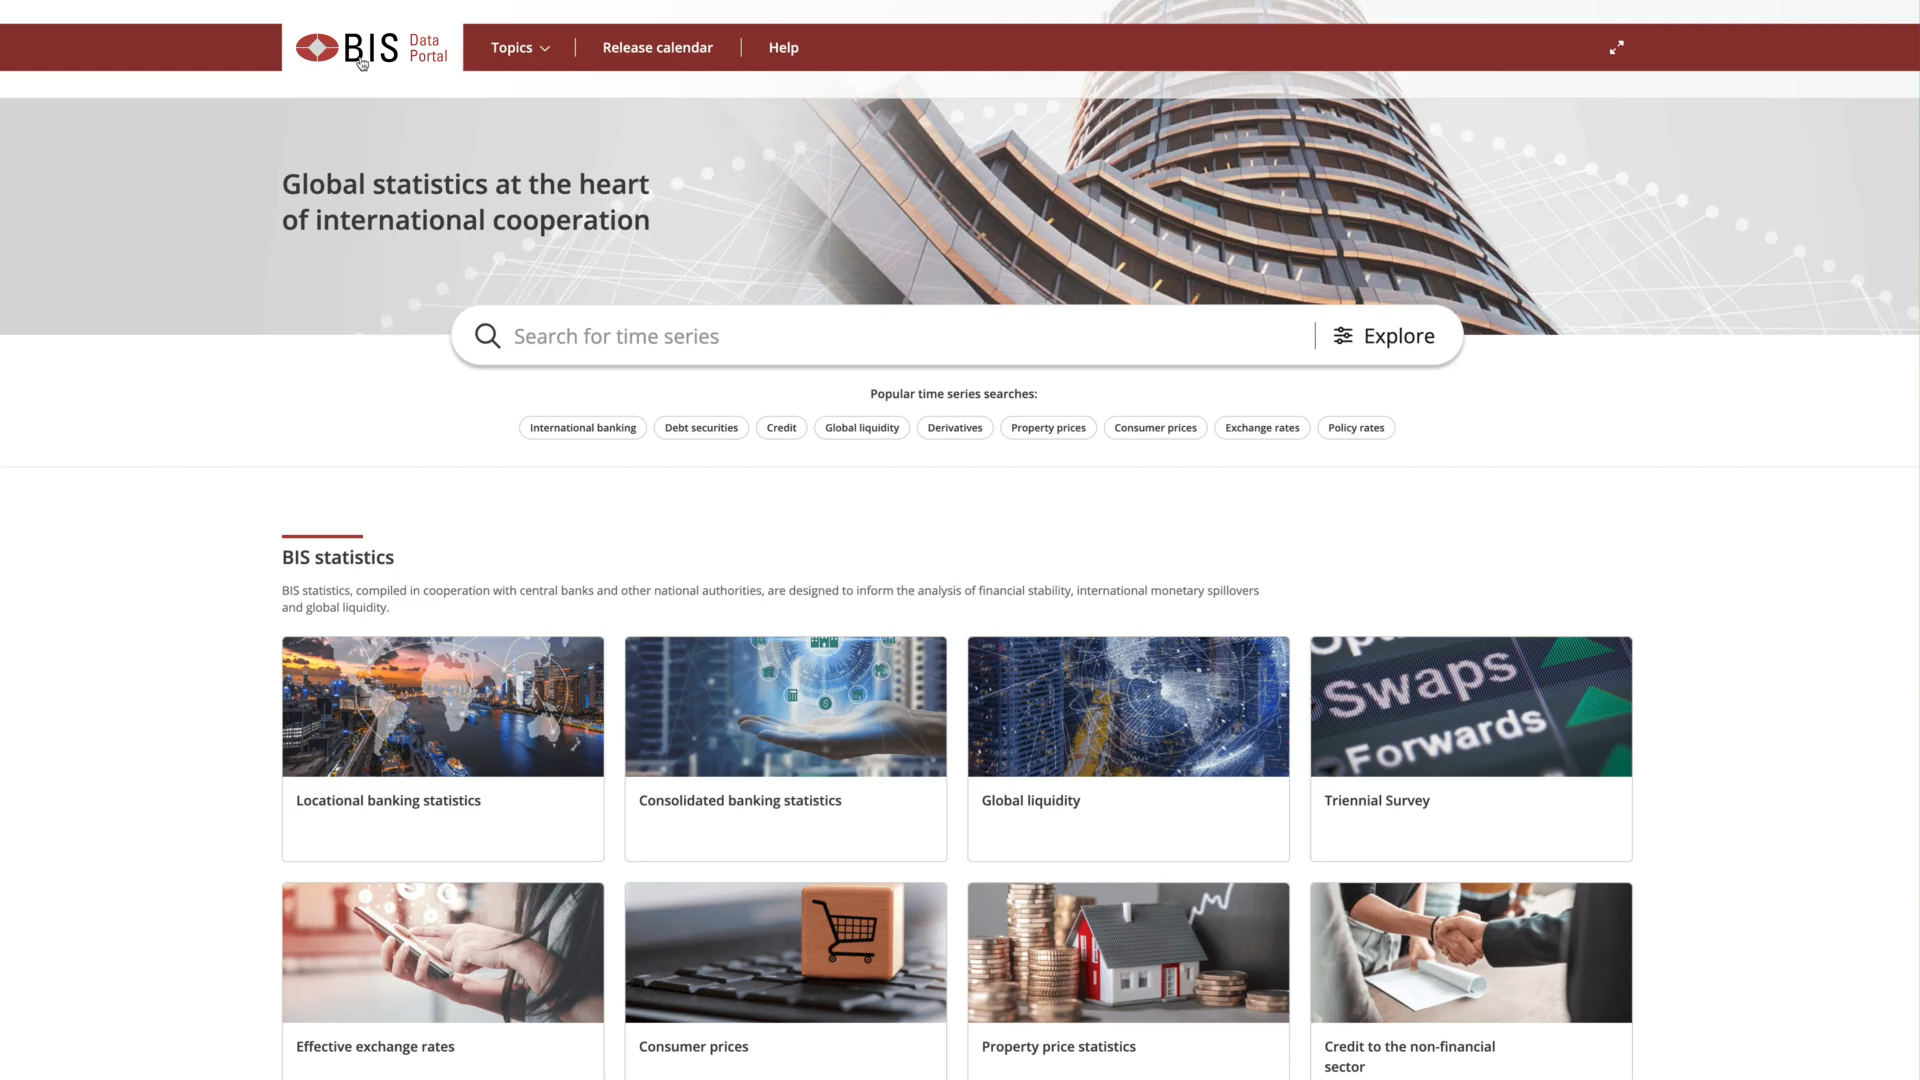 BIS Data Portal
Topics
Release calendar
Help
Global statistics at the heart
of international cooperation
Search for time series
Explore
Popular time series searches:
International banking
Debt securities
Credit
Global liquidity
Derivatives
Property prices
Consumer prices
Exchange rates
Policy rates
BIS statistics
BIS statistics, compiled in cooperation with central banks and other national authorities, are designed to inform the analysis of financial stability, international monetary spillovers
and global liquidity.
Swaps
Forwards
Locational banking statistics
Consolidated banking statistics
Global liquidity
Triennial Survey
Effective exchange rates
Consumer prices
Property price statistics
Credit to the non-financial
sector